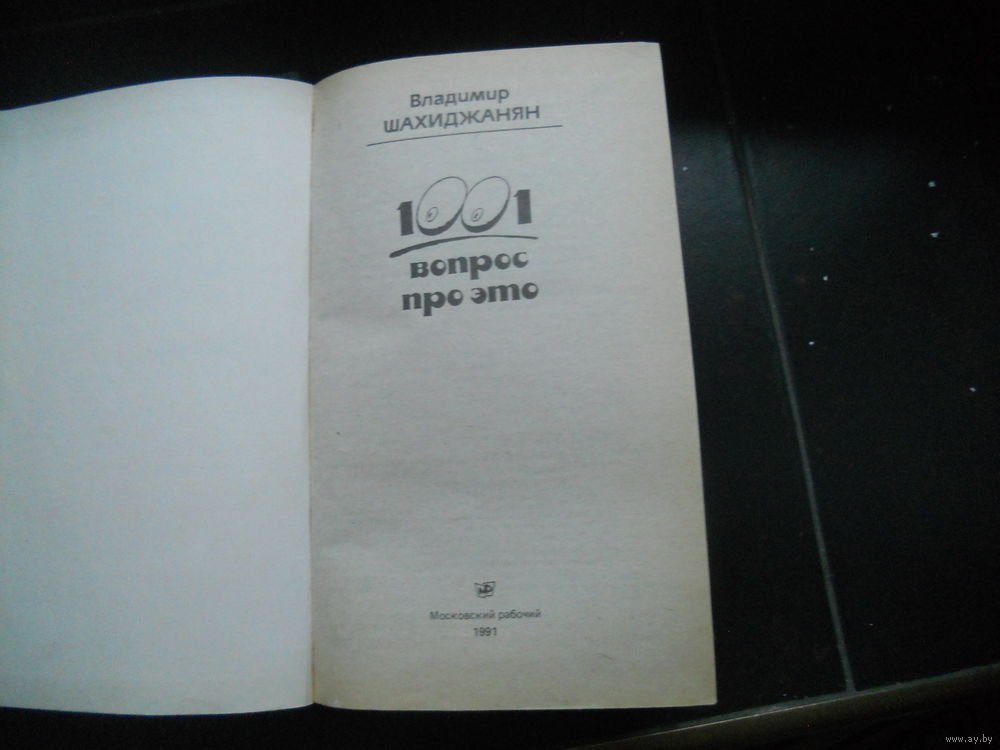 Владимир
ШАХИДЖАНЯН
1001
вопрос
про это
Московский рабочий
1991
www.ay.by